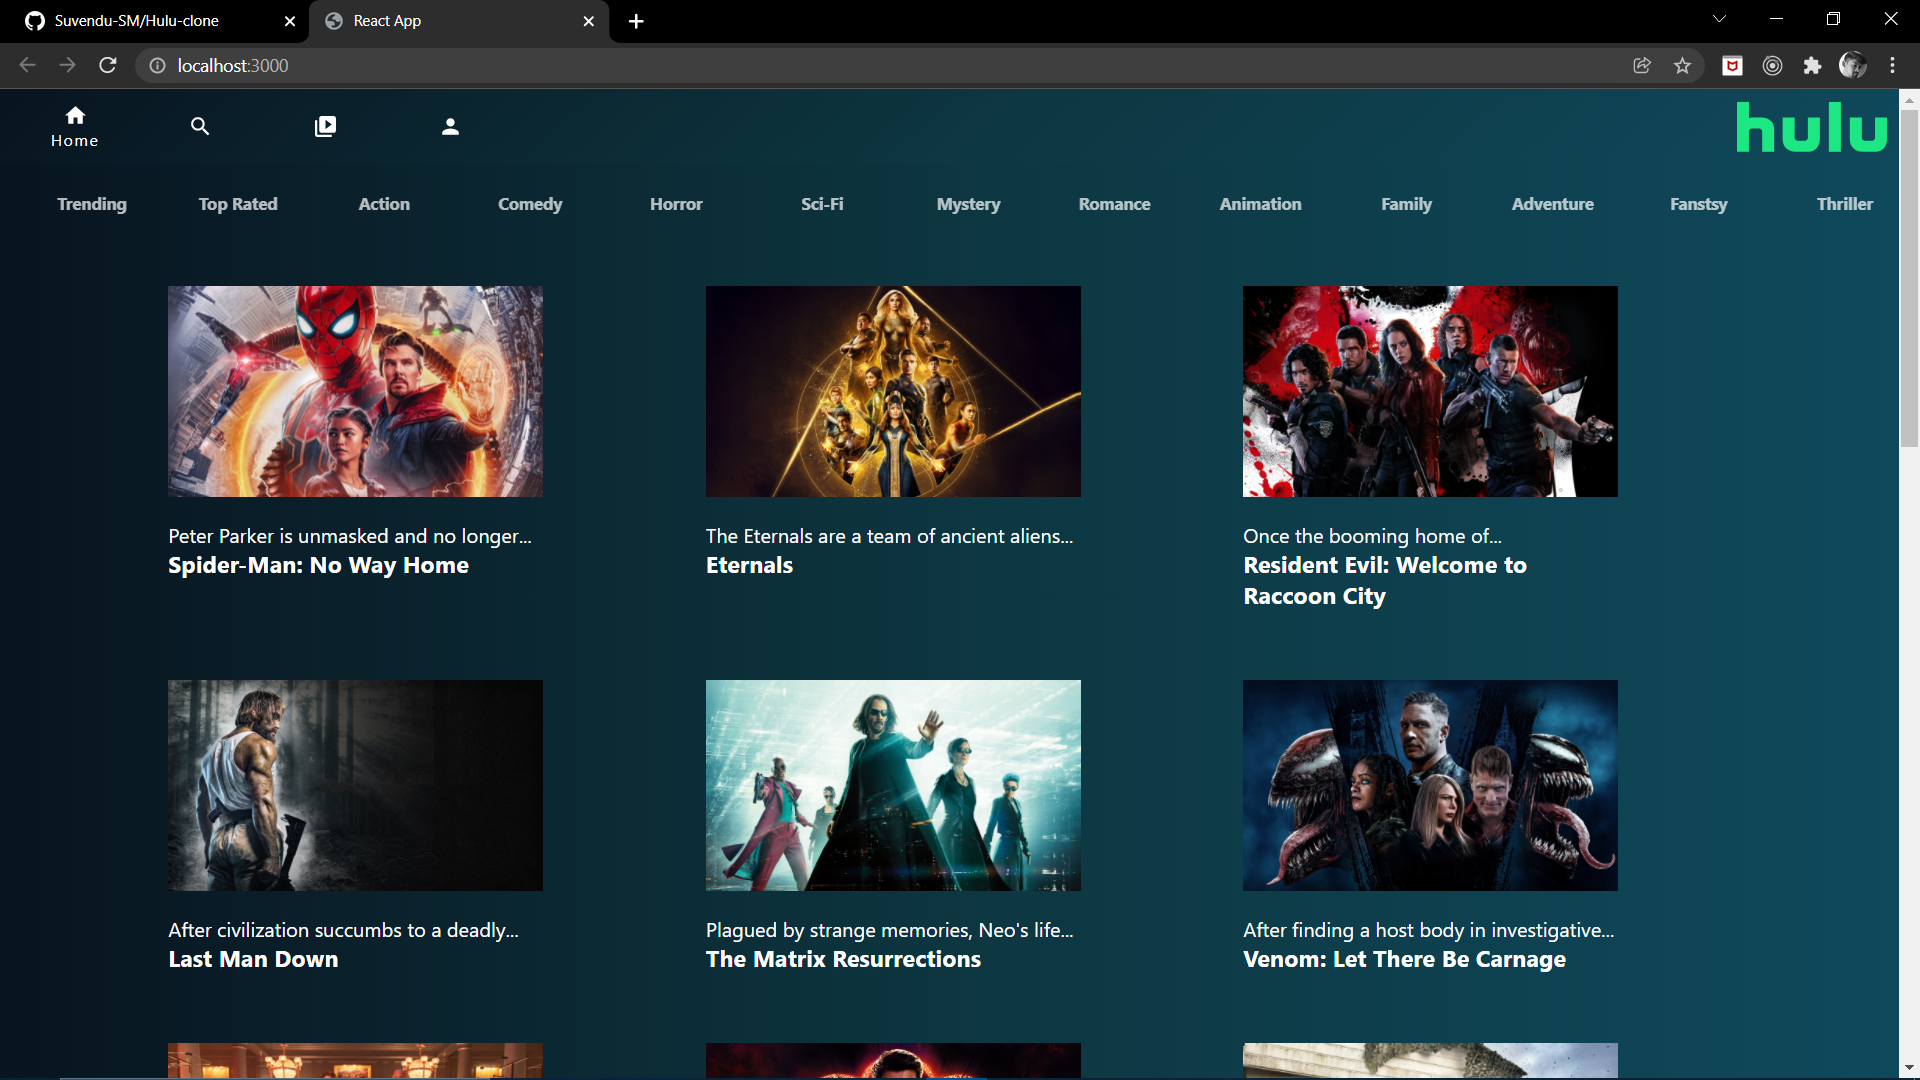 Suvendu-SM/Hulu-clone
React App
localhost:3000
Home
hulu
Trending
Top Rated
Action
Comedy
Horror
Sci-Fi
Mystery
Romance
Animation
Family
Adventure
Fanstsy
Thriller
Peter Parker is unmasked and no longer...
Spider-Man: No Way Home
The Eternals are a team of ancient aliens...
Eternals
Once the booming home of...
Resident Evil: Welcome to
Raccoon City
After civilization succumbs to a deadly...
Last Man Down
Plagued by strange memories, Neo's life...
The Matrix Resurrections
After finding a host body in investigative...
Venom: Let There Be Carnage